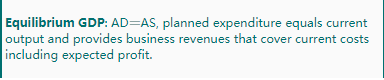 Equilibrium GDP: AD=AS, planned expenditure equals current
output and provides business revenues that cover current costs
including expected profit.